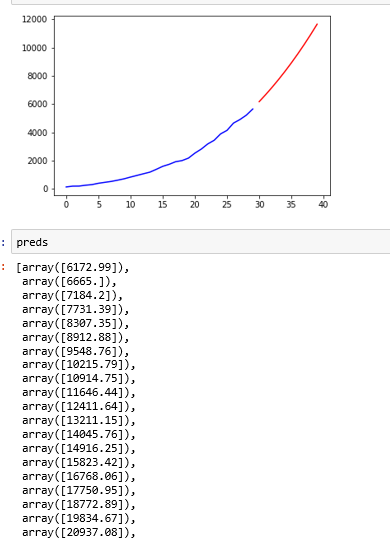 12000
10000
8000
6000
4000
2000
0
0 5 10 15 20 25 30 35 40
: preds
: [array([6172.99]),
array([6665.]),
array([7184.2]),
array([7731.39]),
array([8307.35]),
array([8912.88]),
array([9548.76]),
array([10215.79]),
array([10914.75]),
array([11646.44]),
array([12411.64]),
array([13211.15]),
array([14045.76]),
array([14916.25]),
array([15823.42]),
array([16768.06]),
array([17750.95]),
array([18772.89]),
array([19834.67]),
array([20937.08]),